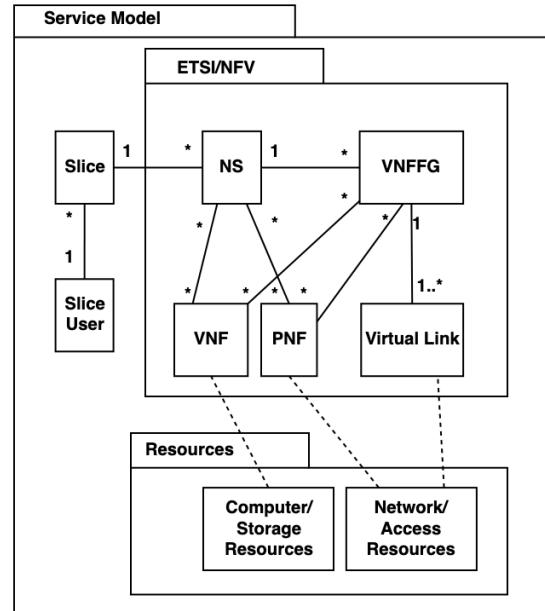 Service Model
ETSI/NFV
1
*
1
*
Slice
NS
VNFFG
*
*
*
*
*
1
1
1..*
*
*
*
*
Slice
User
VNF
PNF
Virtual Link
Resources
Computer/
Storage
Resources
Network/
Access
Resources